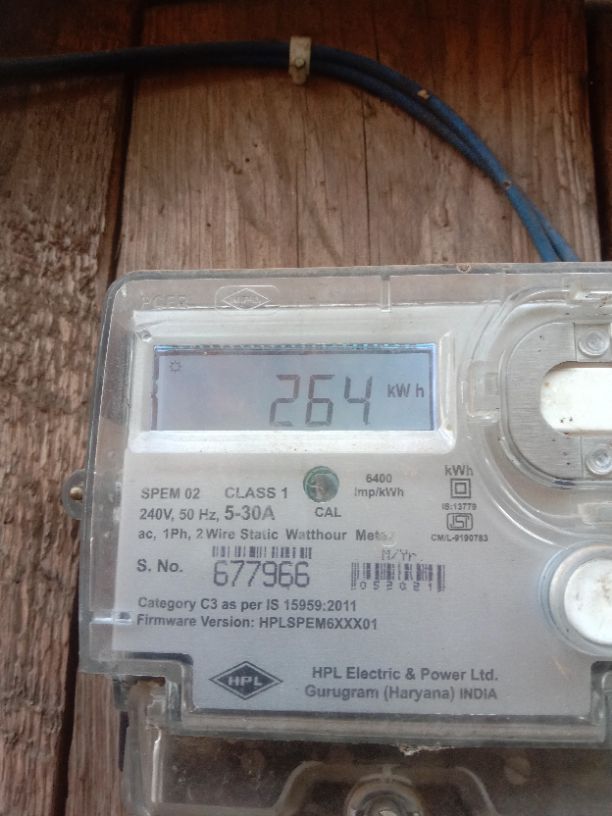 264 kWh
SPEM 02 CLASS 1
6400
imp/kWh
kWh
240V, 50 Hz, 5-30A
CAL
IS:13779
ac, 1Ph, 2 Wire Static Watthour Meter
CM/L-9190783
M/Yr.
S. No. 677966
052021
Category C3 as per IS 15959:2011
Firmware Version: HPLSPEM6XXX01
HPL
HPL Electric & Power Ltd.
Gurugram (Haryana) INDIA